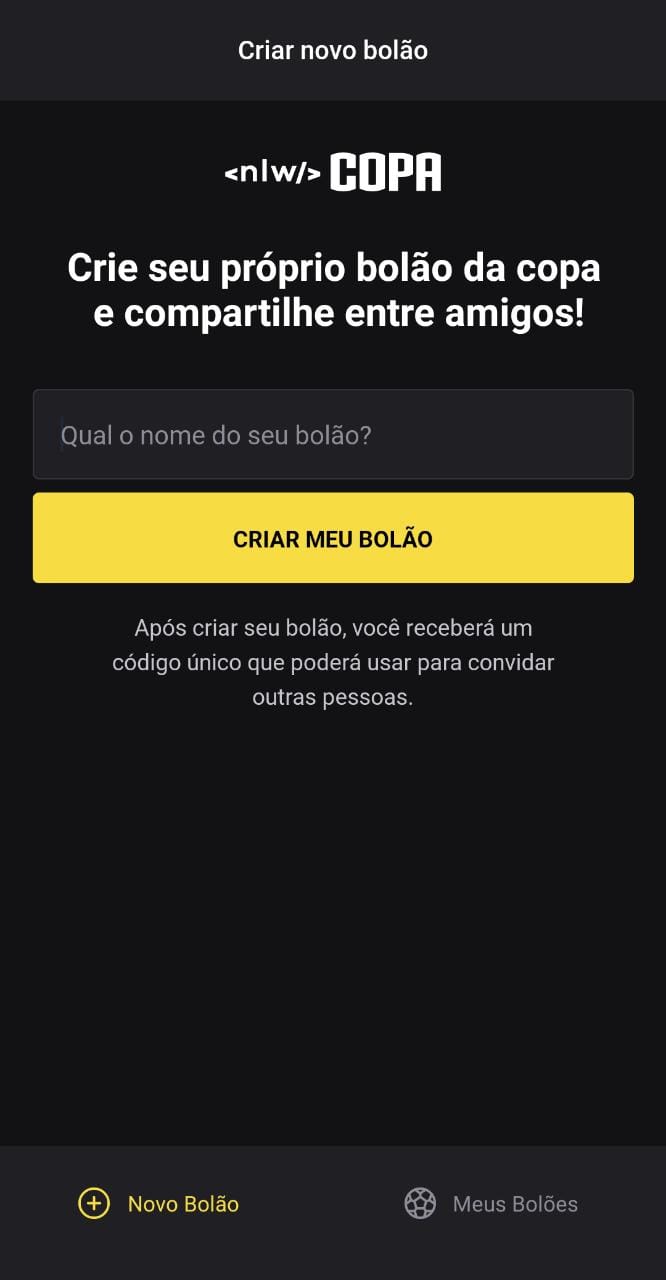 Criar novo bolão
<nlw/> COPA
Crie seu próprio bolão da copa
e compartilhe entre amigos!
Qual o nome do seu bolão?
CRIAR MEU BOLÃO
Após criar seu bolão, você receberá um
código único que poderá usar para convidar
outras pessoas.
Novo Bolão
Meus Bolões